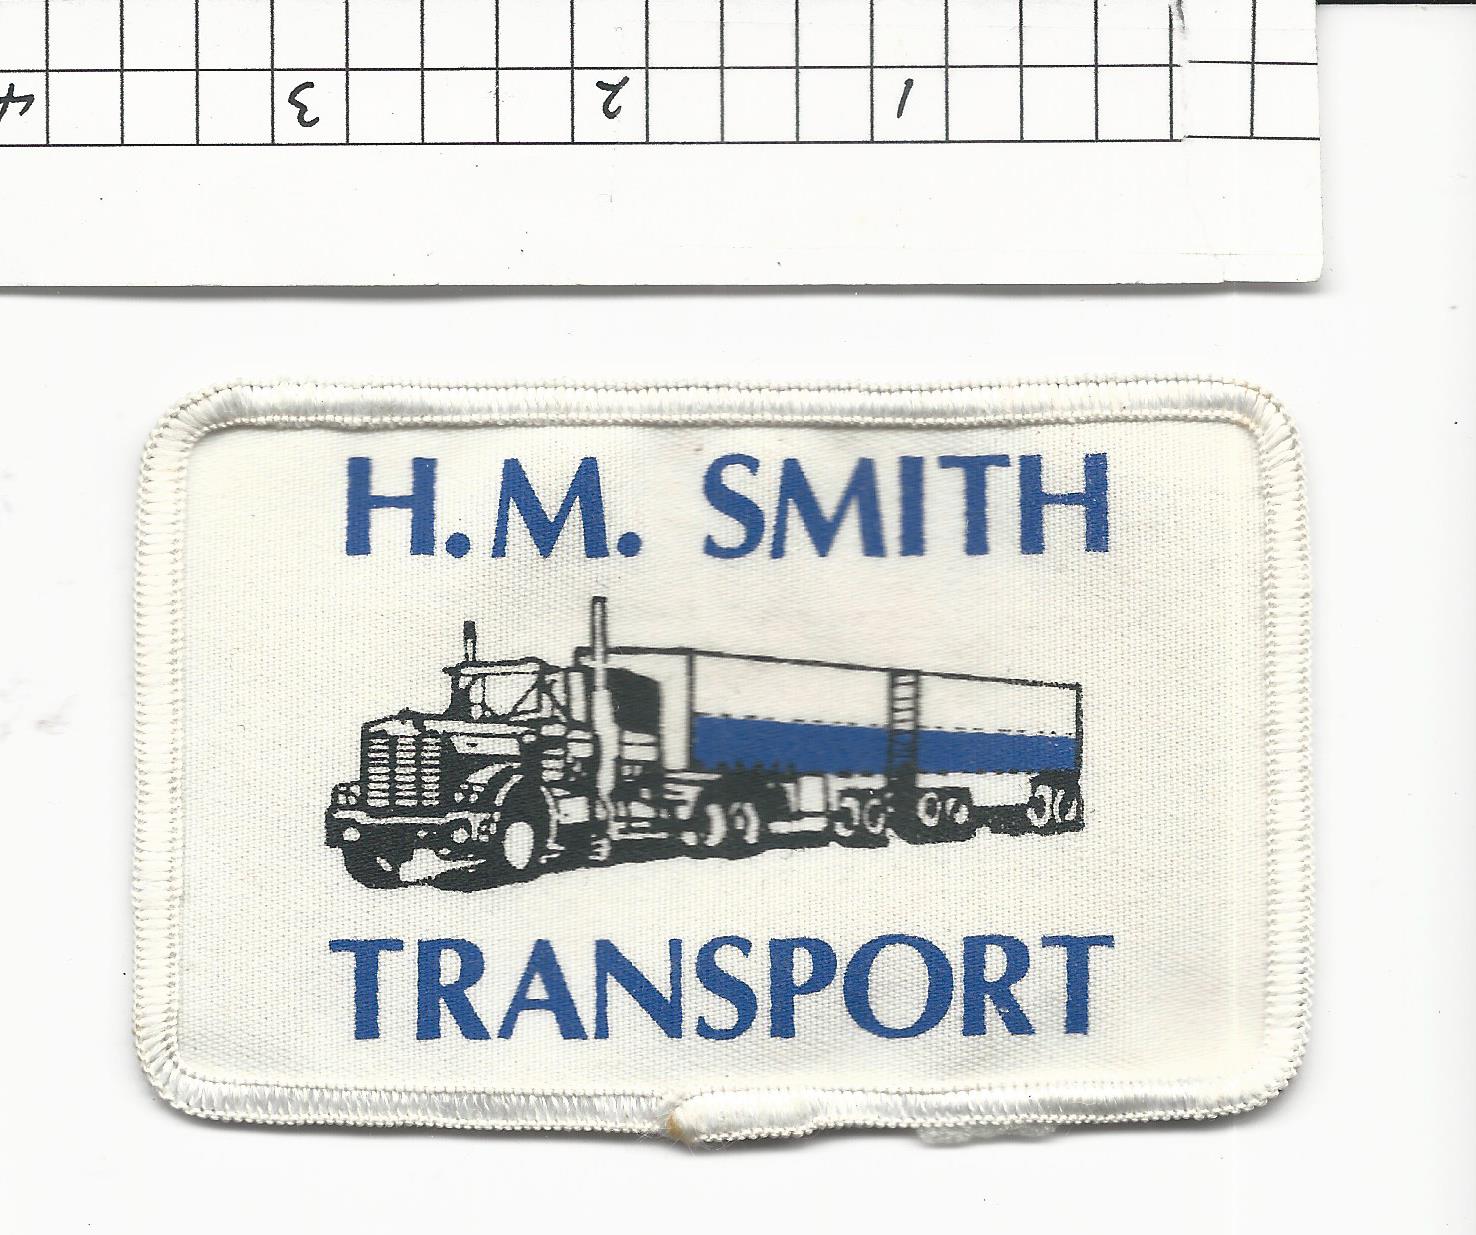 4 3 2 1
H.M. SMITH
TRANSPORT